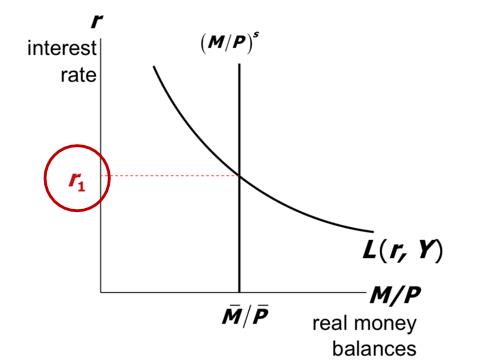 r
interest
rate
(M/P)ˢ
r₁
L(r, Y)
M/P
M̄/P̄
real money
balances